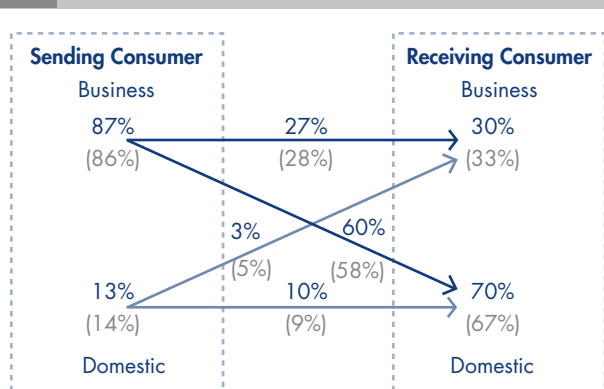 Sending Consumer Receiving Consumer
Business Business
87% 27% 30%
(86%) (28%) (33%)
3% 60%
(5%) (58%)
13% 10% 70%
(14%) (9%) (67%)
Domestic Domestic